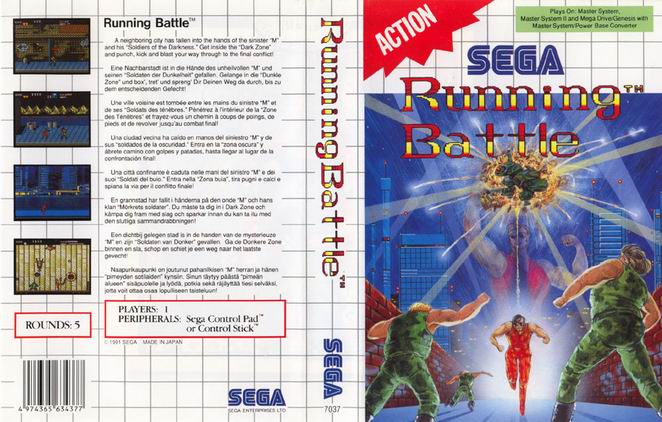 Running Battle™
A neighboring city has fallen into the hands of the sinister "M"
and his "Soldiers of the Darkness." Get inside the "Dark Zone"
and punch, kick and blast your way through to the final conflict!
Eine Nachbarstadt ist in die Hände des unheilvollen "M" und
seinen "Soldaten der Dunkelheit" gefallen. Gelange in die "Dunkle
Zone" und box', tret' und spreng' Dir Deinen Weg da durch, bis zu
dem entscheidenden Gefecht!
Une ville voisine est tombée entre les mains du sinistre "M" et
de ses "Soldats des ténèbres." Pénétrez à l'intérieur de la "Zone
des Ténèbres" et frayez-vous un chemin à coups de poings, de
pieds et de revolver jusqu'au combat final!
Una ciudad vecina ha caído en manos del siniestro "M" y de
sus "soldados de la oscuridad." Entra en la "zona oscura" y
ábrete camino con golpes y patadas, hasta llegar al lugar de la
confrontación final!
Una città confinante è caduta nelle mani del sinistro "M" e dei
suoi "Soldati del buio." Entra nella "Zona buia", tira pugni e calci e
spiana la via per il conflitto finale!
En grannstad har fallit i händerna på den onde "M" och hans
klan "Mörkrets soldater". Du måste ta dig in i Dark Zone och
kämpa dig fram med slag och sparkar innan du kan ta itu med
den slutgiltiga sammandrabbningen!
Een dichtbij gelegen stad is in de handen van de mysterieuze
"M" en zijn "Soldaten van Donker" gevallen. Ga de Donkere Zone
binnen en sla, schop en schiet je een weg naar het laatste
gevecht!
Naapurikaupunki on joutunut pahanilkisen "M" herran ja hänen
"pimeyden sotilaiden" kynsiin. Sinun täytyy päästä "pimeän
alueen" sisäpuolelle ja lyödä, potkia sekä räjäyttää tiesi selväksi,
jotta voit ottaa osaa lopulliseen taisteluun!
ROUNDS: 5
PLAYERS: 1
PERIPHERALS: Sega Control Pad™
or Control Stick™
© 1991 SEGA MADE IN JAPAN
4 974365 634377
SEGA
SEGA ENTERPRISES LTD
Running Battle™
SEGA
7037
ACTION
Plays On: Master System,
Master System II and Mega Drive/Genesis with
Master System/Power Base Converter
SEGA
Running™
Battle